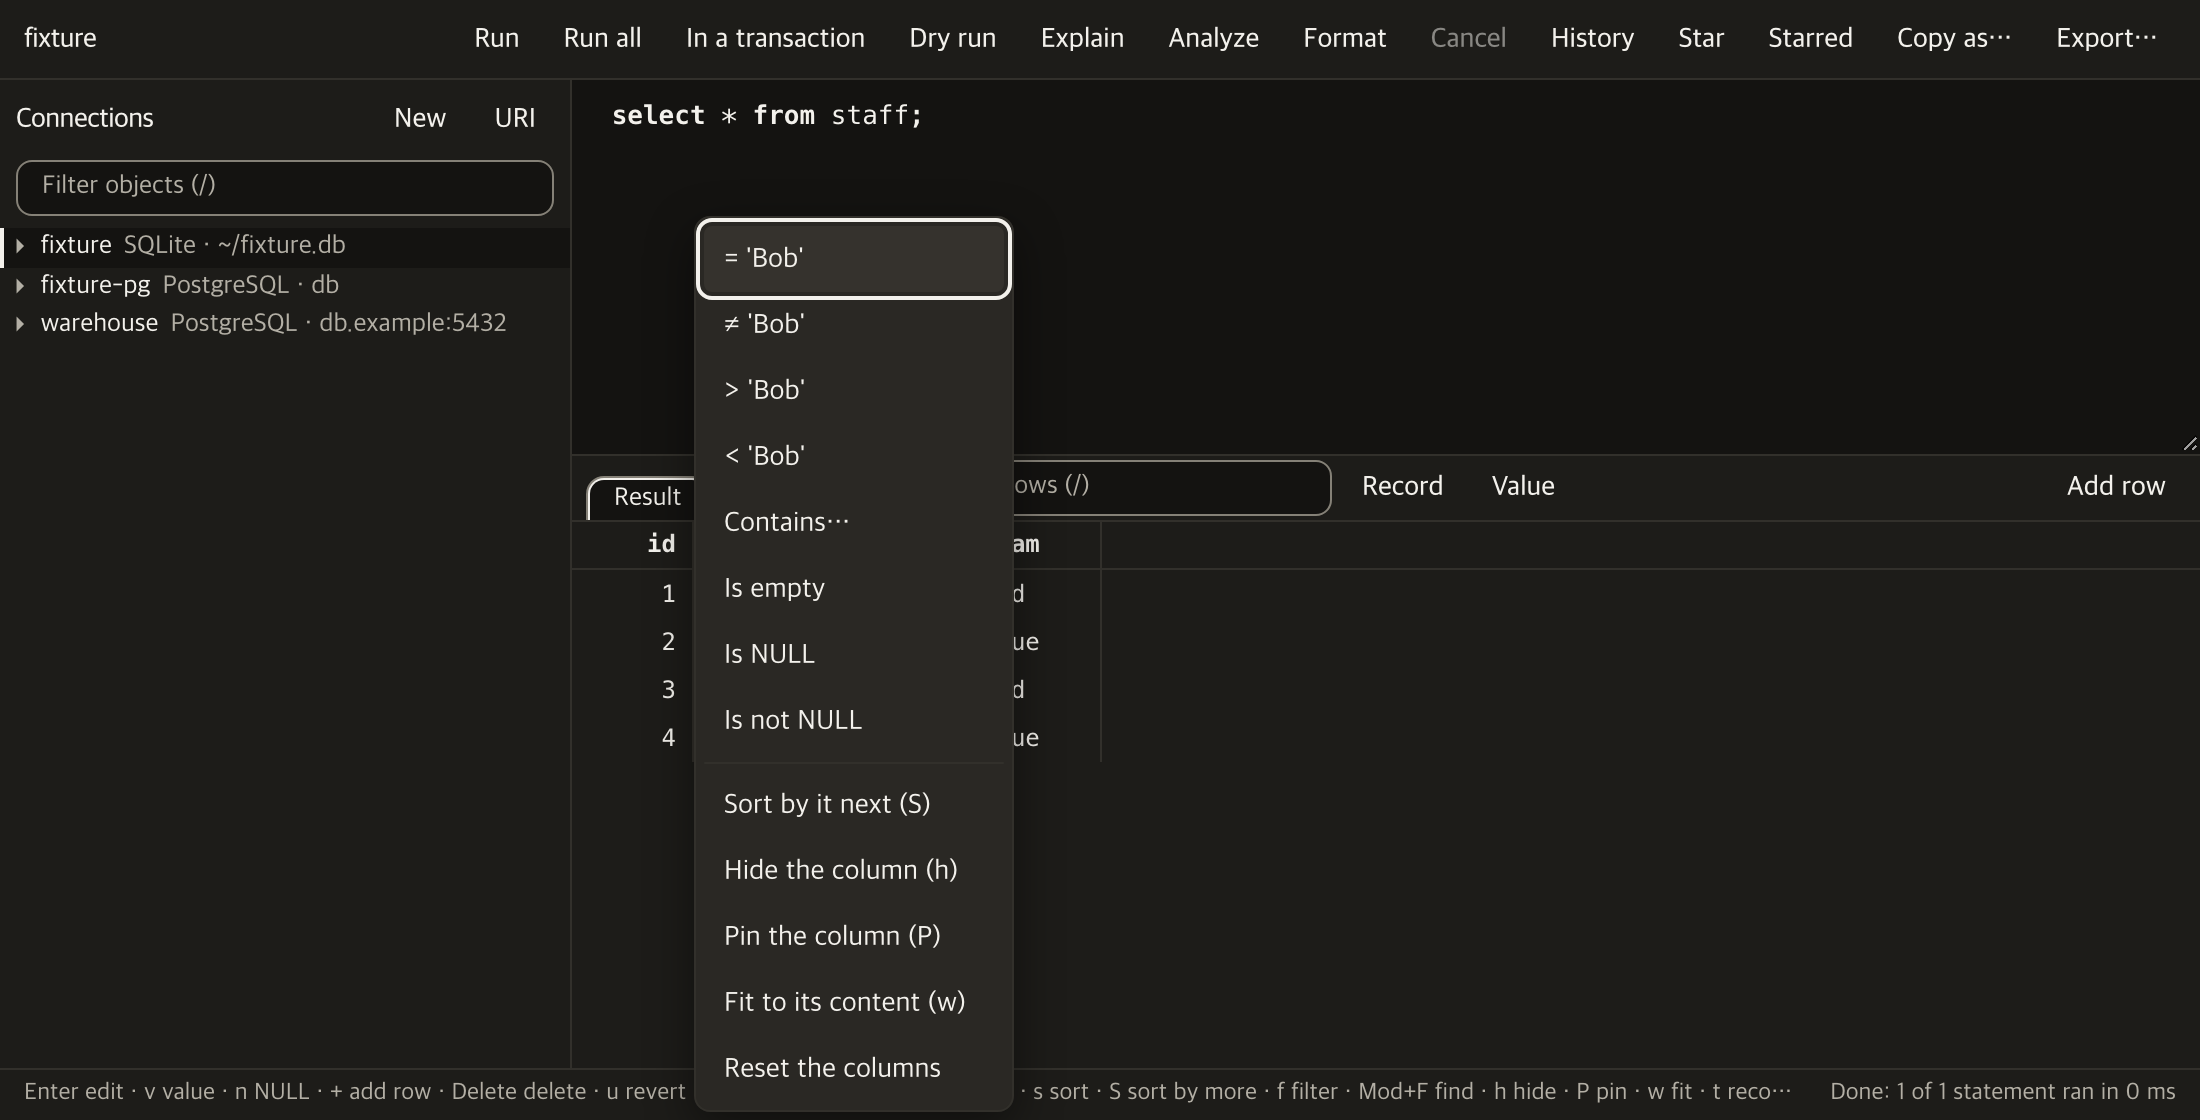 fixture Run Run all In a transaction Dry run Explain Analyze Format Cancel History Star Starred Copy as⋯ Export⋯
Connections New URI
Filter objects (/)
fixture SQLite · ~/fixture.db
fixture-pg PostgreSQL · db
warehouse PostgreSQL · db.example:5432
select * from staff;
= 'Bob'
≠ 'Bob'
> 'Bob'
< 'Bob'
Contains⋯
Is empty
Is NULL
Is not NULL
Sort by it next (S)
Hide the column (h)
Pin the column (P)
Fit to its content (w)
Reset the columns
Result ows (/) Record Value Add row
id am
1 d
2 ue
3 d
4 ue
Enter edit · v value · n NULL · + add row · Delete delete · u revert · s sort · S sort by more · f filter · Mod+F find · h hide · P pin · w fit · t reco⋯ Done: 1 of 1 statement ran in 0 ms